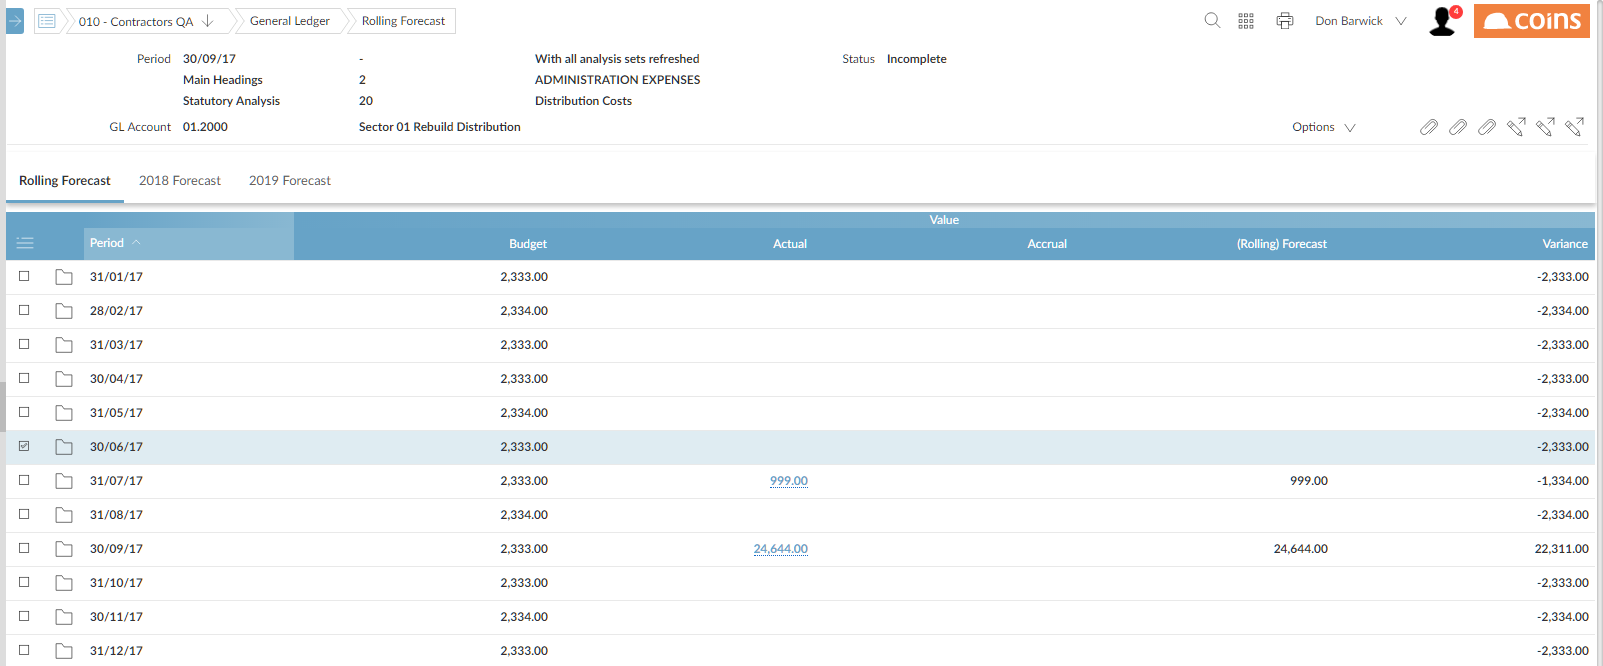 010 - Contractors QA General Ledger Rolling Forecast Don Barwick 4 coins
Period 30/09/17 - With all analysis sets refreshed Status Incomplete
Main Headings 2 ADMINISTRATION EXPENSES
Statutory Analysis 20 Distribution Costs
GL Account 01.2000 Sector 01 Rebuild Distribution Options
Rolling Forecast 2018 Forecast 2019 Forecast
Value
Period Budget Actual Accrual (Rolling) Forecast Variance
31/01/17 2,333.00 -2,333.00
28/02/17 2,334.00 -2,334.00
31/03/17 2,333.00 -2,333.00
30/04/17 2,333.00 -2,333.00
31/05/17 2,334.00 -2,334.00
30/06/17 2,333.00 -2,333.00
31/07/17 2,333.00 999.00 999.00 -1,334.00
31/08/17 2,334.00 -2,334.00
30/09/17 2,333.00 24,644.00 24,644.00 22,311.00
31/10/17 2,333.00 -2,333.00
30/11/17 2,334.00 -2,334.00
31/12/17 2,333.00 -2,333.00